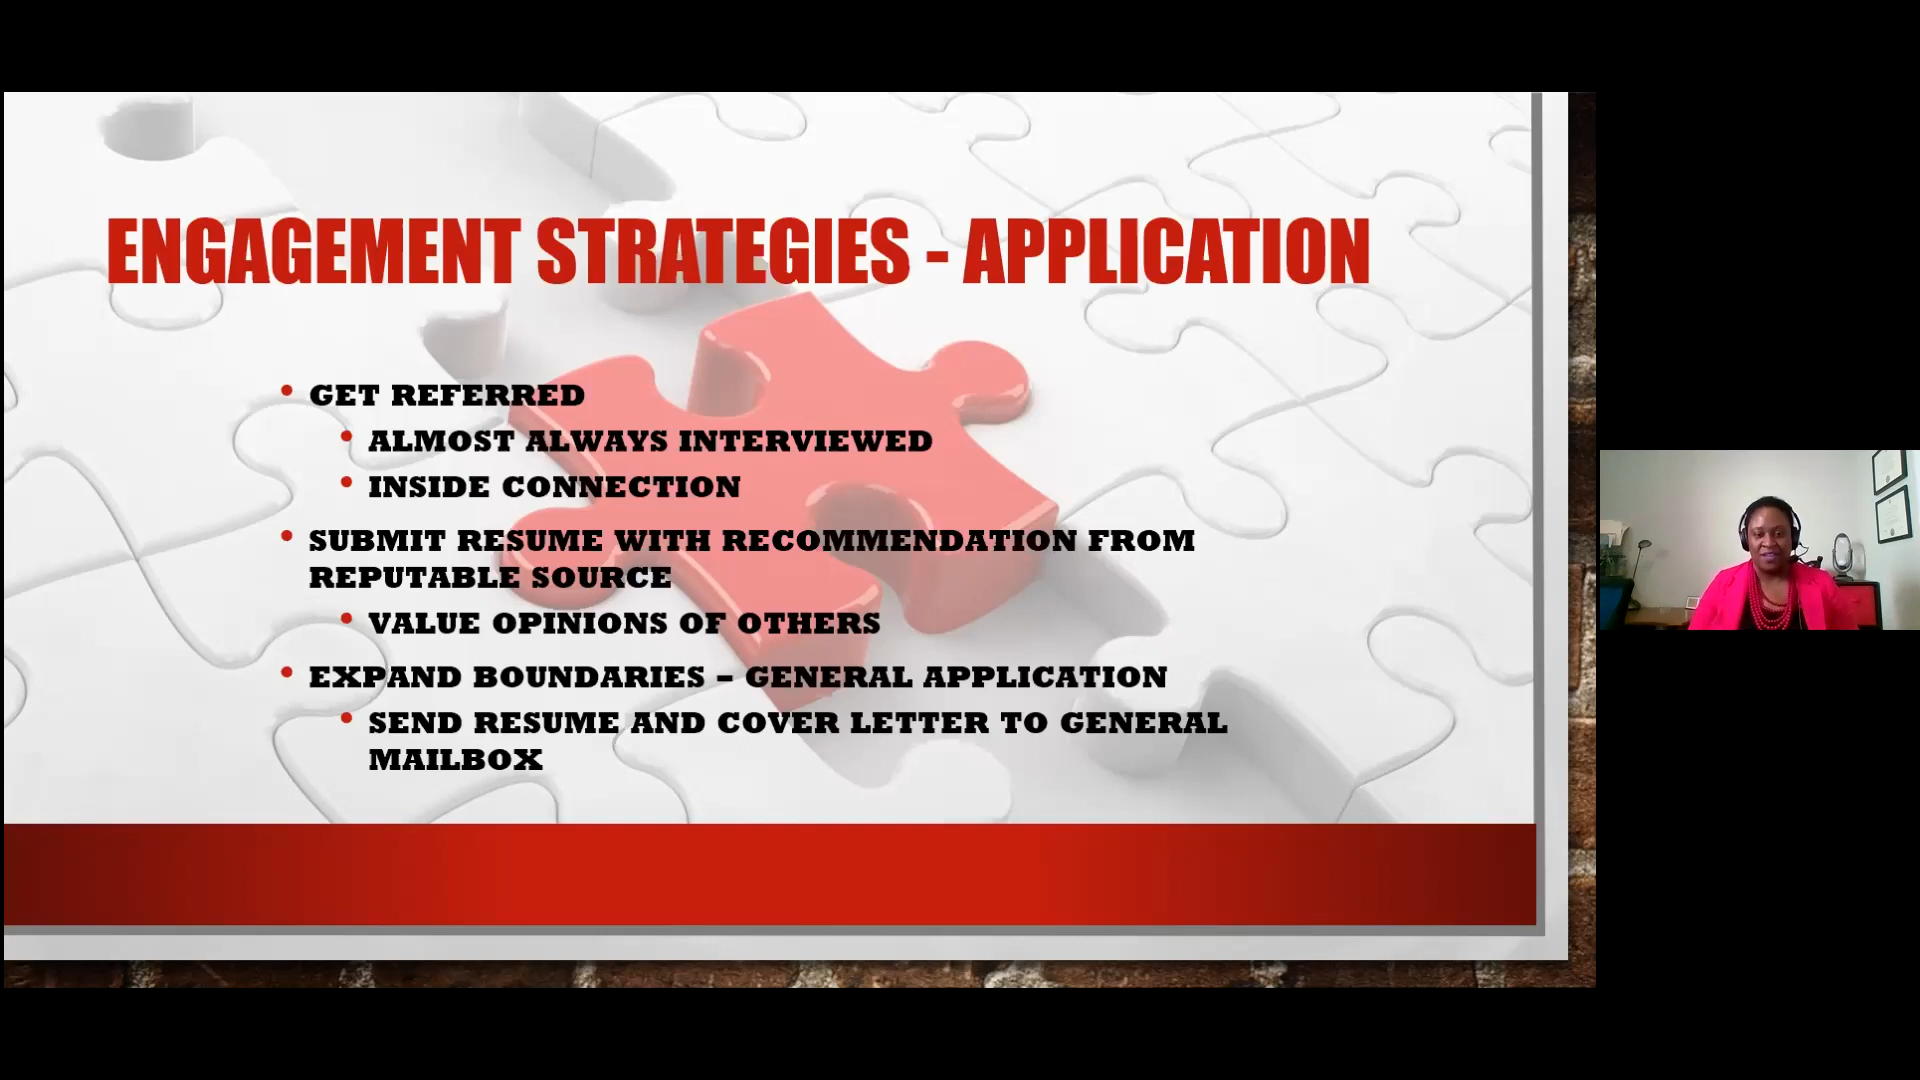 ENGAGEMENT STRATEGIES - APPLICATION
• GET REFERRED
• ALMOST ALWAYS INTERVIEWED
• INSIDE CONNECTION
• SUBMIT RESUME WITH RECOMMENDATION FROM
REPUTABLE SOURCE
• VALUE OPINIONS OF OTHERS
• EXPAND BOUNDARIES – GENERAL APPLICATION
• SEND RESUME AND COVER LETTER TO GENERAL
MAILBOX